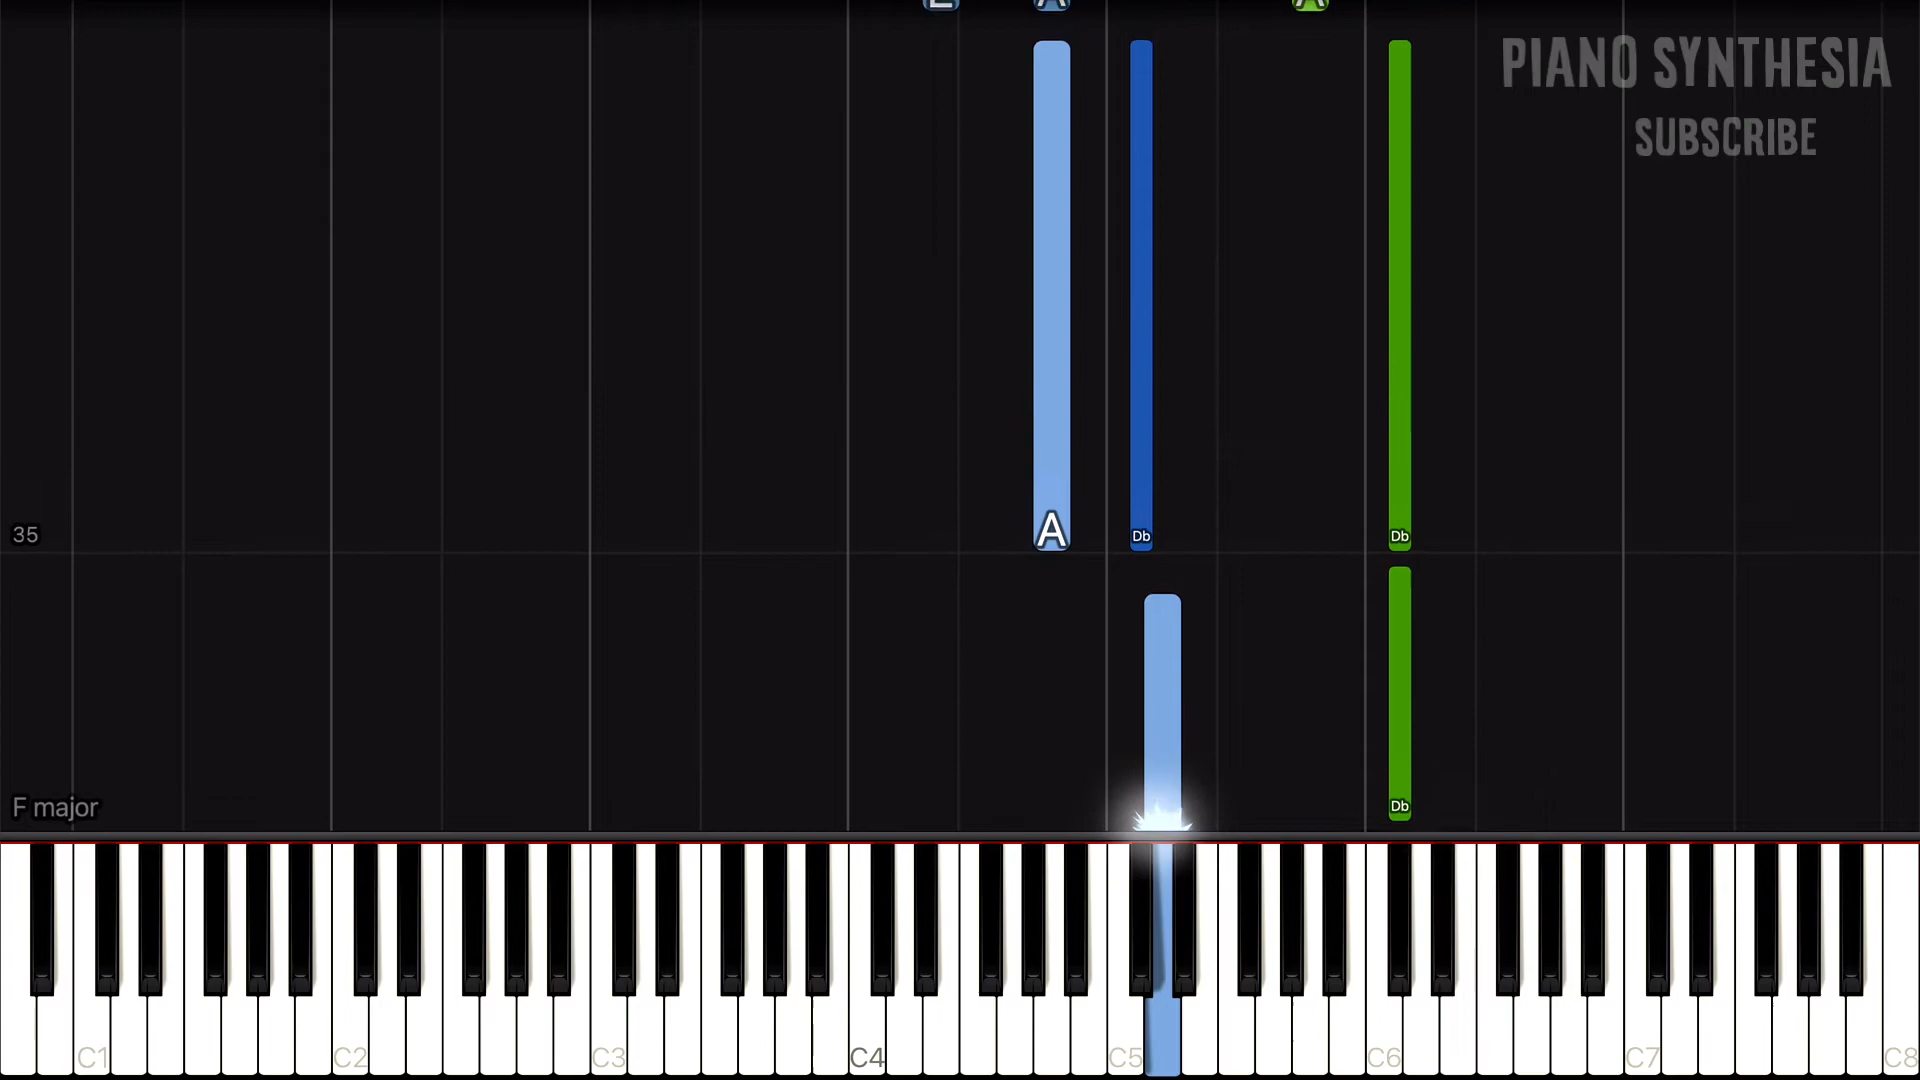 A
PIANO SYNTHESIA
SUBSCRIBE
35
A
Db
Db
F major
Db
C1
C2
C3
C4
C5
C6
C7
C8